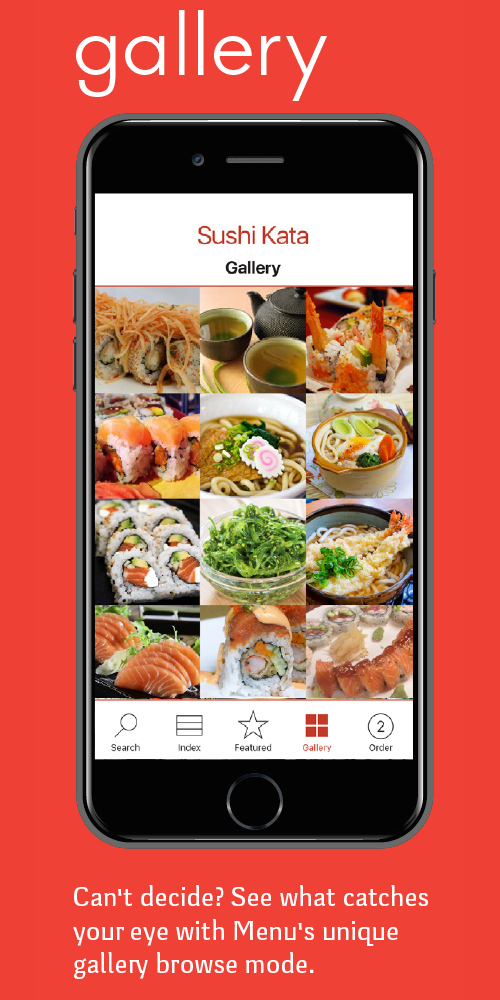 gallery
Sushi Kata
Gallery
Search Index Featured Gallery 2 Order
Can't decide? See what catches
your eye with Menu's unique
gallery browse mode.